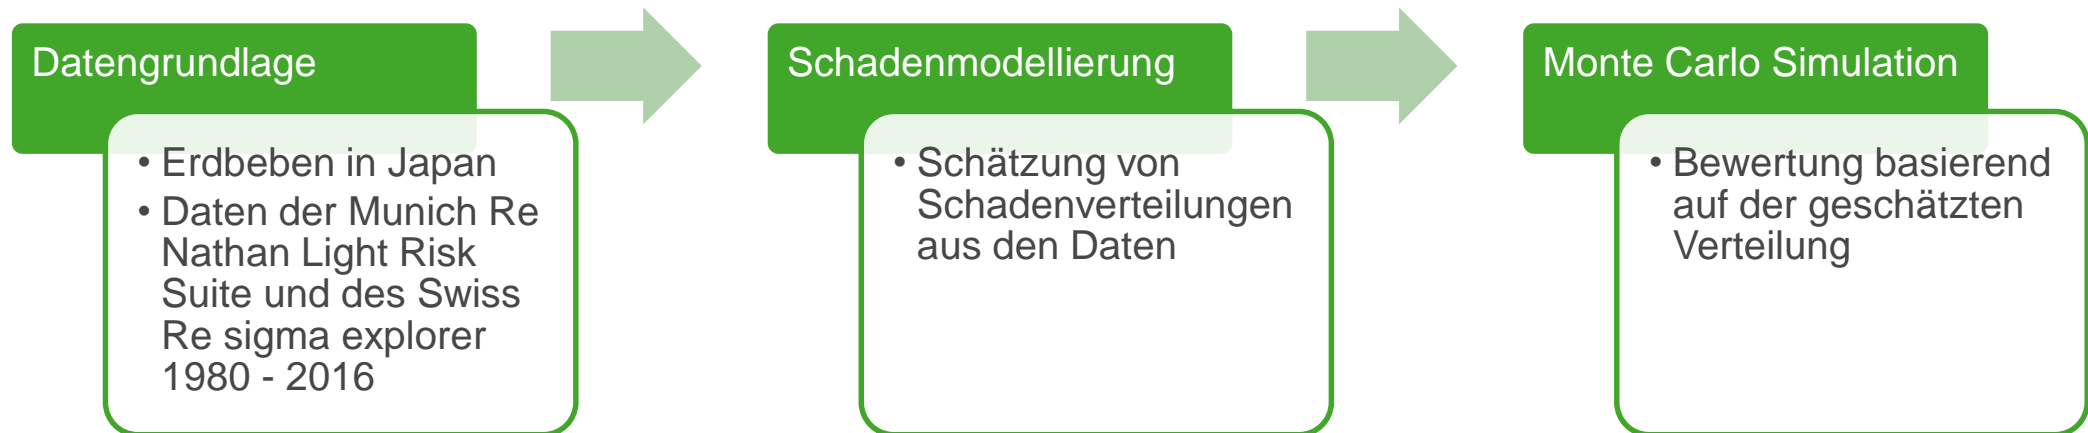 Datengrundlage
• Erdbeben in Japan
• Daten der Munich Re
Nathan Light Risk
Suite und des Swiss
Re sigma explorer
1980 - 2016
Schadenmodellierung
• Schätzung von
Schadenverteilungen
aus den Daten
Monte Carlo Simulation
• Bewertung basierend
auf der geschätzten
Verteilung